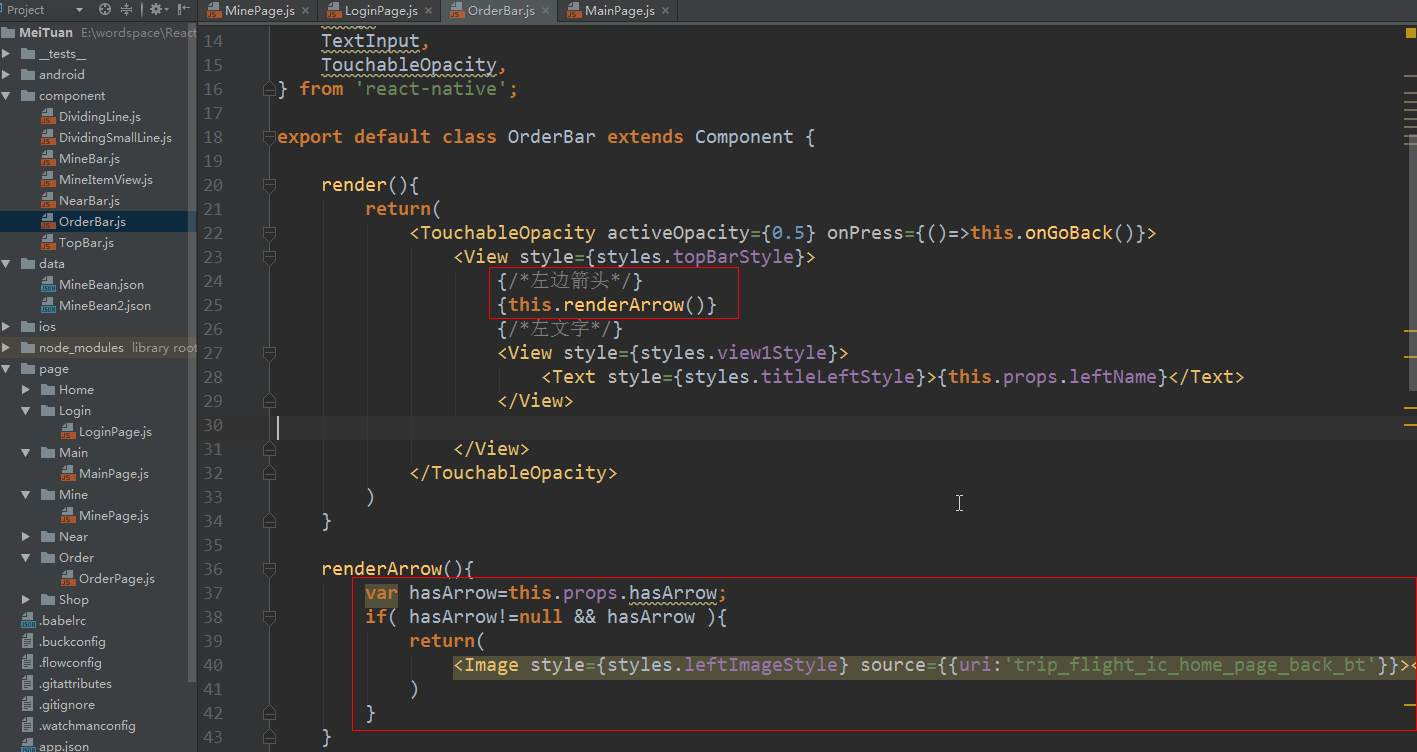 Project
MinePage.js
LoginPage.js
OrderBar.js
MainPage.js
MeiTuan E:\wordspace\React
__tests__
android
component
DividingLine.js
DividingSmallLine.js
MineBar.js
MineItemView.js
NearBar.js
OrderBar.js
TopBar.js
data
MineBean.json
MineBean2.json
ios
node_modules library root
page
Home
Login
LoginPage.js
Main
MainPage.js
Mine
MinePage.js
Near
Order
OrderPage.js
Shop
.babelrc
.buckconfig
.flowconfig
.gitattributes
.gitignore
.watchmanconfig
app.json
14 TextInput,
15 TouchableOpacity,
16 } from 'react-native';
17
18 export default class OrderBar extends Component {
19
20 render(){
21 return(
22 <TouchableOpacity activeOpacity={0.5} onPress={()=>this.onGoBack()}>
23 <View style={styles.topBarStyle}>
24 {/*左边箭头*/}
25 {this.renderArrow()}
26 {/*左文字*/}
27 <View style={styles.view1Style}>
28 <Text style={styles.titleLeftStyle}>{this.props.leftName}</Text>
29 </View>
30
31 </View>
32 </TouchableOpacity>
33 )
34 }
35
36 renderArrow(){
37 var hasArrow=this.props.hasArrow;
38 if( hasArrow!=null && hasArrow ){
39 return(
40 <Image style={styles.leftImageStyle} source={{uri:'trip_flight_ic_home_page_back_bt'}}><
41 )
42 }
43 }